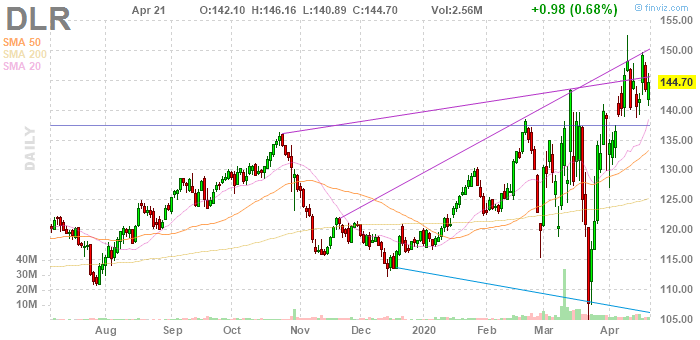 DLR
Apr 21 O:142.10 H:146.16 L:140.89 C:144.70 Vol:2.56M +0.98 (0.68%)
© finviz.com
SMA 50
SMA 200
SMA 20
DAILY
155.00
150.00
144.70
140.00
135.00
130.00
125.00
120.00
115.00
110.00
105.00
40M
30M
20M
10M
Aug Sep Oct Nov Dec 2020 Feb Mar Apr